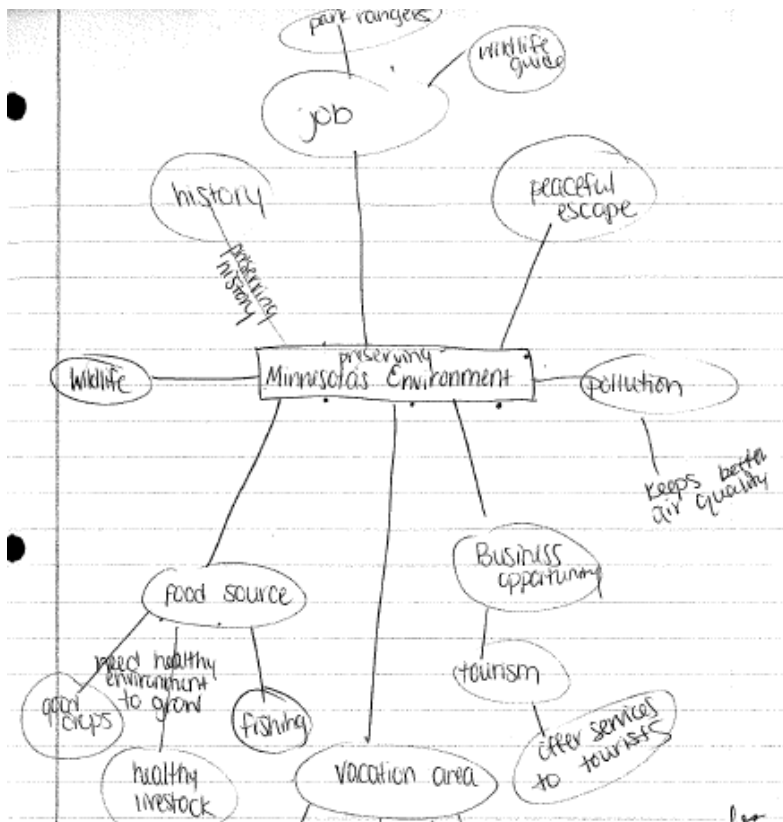 park rangers
wildlife
guide
job
history
peaceful
escape
preserving
history
preserving
Minnisota's Environment
wildlife
pollution
keeps better
air quality
Business
opportunity
food source
tourism
need healthy
environment
to grow
good
crops
fishing
offer services
to tourists
healthy
livestock
vacation area